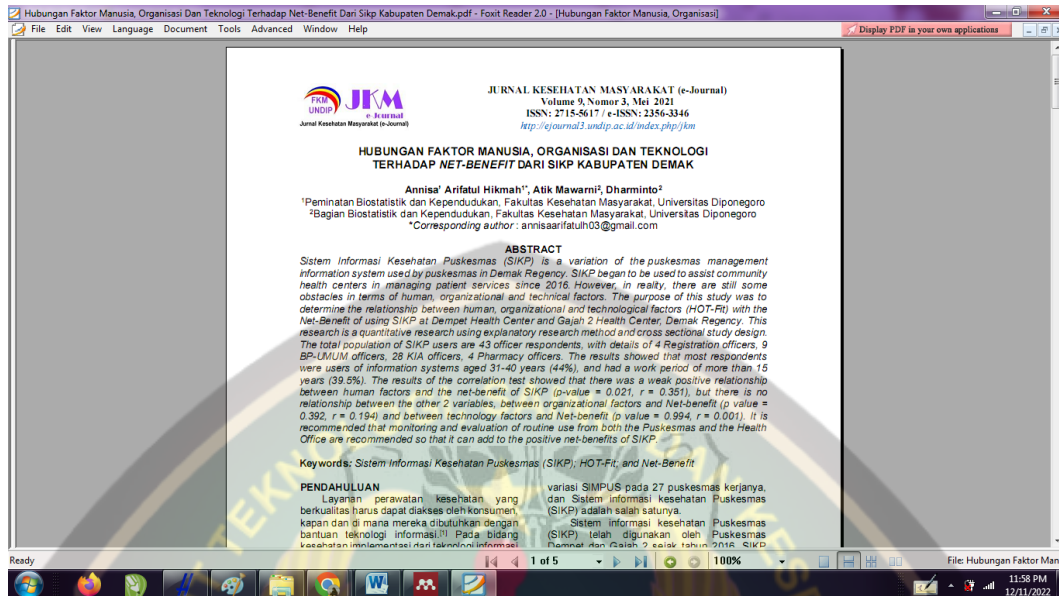 Hubungan Faktor Manusia, Organisasi Dan Teknologi Terhadap Net-Benefit Dari Sikp Kabupaten Demak.pdf - Foxit Reader 2.0 - [Hubungan Faktor Manusia, Organisasi]
File Edit View Language Document Tools Advanced Window Help
Display PDF in your own applications
FKM UNDIP JKM e-Journal
Jurnal Kesehatan Masyarakat (e-Journal)
JURNAL KESEHATAN MASYARAKAT (e-Journal)
Volume 9, Nomor 3, Mei 2021
ISSN: 2715-5617 / e-ISSN: 2356-3346
http://ejournal3.undip.ac.id/index.php/jkm
HUBUNGAN FAKTOR MANUSIA, ORGANISASI DAN TEKNOLOGI
TERHADAP NET-BENEFIT DARI SIKP KABUPATEN DEMAK
Annisa' Arifatul Hikmah1*, Atik Mawarni2, Dharminto2
1Peminatan Biostatistik dan Kependudukan, Fakultas Kesehatan Masyarakat, Universitas Diponegoro
2Bagian Biostatistik dan Kependudukan, Fakultas Kesehatan Masyarakat, Universitas Diponegoro
*Corresponding author : annisaarifatulh03@gmail.com
ABSTRACT
Sistem Informasi Kesehatan Puskesmas (SIKP) is a variation of the puskesmas management
information system used by puskesmas in Demak Regency. SIKP began to be used to assist community
health centers in managing patient services since 2016. However, in reality, there are still some
obstacles in terms of human, organizational and technical factors. The purpose of this study was to
determine the relationship between human, organizational and technological factors (HOT-Fit) with the
Net-Benefit of using SIKP at Dempet Health Center and Gajah 2 Health Center, Demak Regency. This
research is a quantitative research using explanatory research method and cross sectional study design.
The total population of SIKP users are 43 officer respondents, with details of 4 Registration officers, 9
BP-UMUM officers, 28 KIA officers, 4 Pharmacy officers. The results showed that most respondents
were users of information systems aged 31-40 years (44%), and had a work period of more than 15
years (39.5%). The results of the correlation test showed that there was a weak positive relationship
between human factors and the net-benefit of SIKP (p-value = 0.021, r = 0.351), but there is no
relationship between the other 2 variables, between organizational factors and Net-benefit (p value =
0.392, r = 0.194) and between technology factors and Net-benefit (p value = 0.994, r = 0.001). It is
recommended that monitoring and evaluation of routine use from both the Puskesmas and the Health
Office are recommended so that it can add to the positive net-benefits of SIKP.
Keywords: Sistem Informasi Kesehatan Puskesmas (SIKP); HOT-Fit; and Net-Benefit
PENDAHULUAN
Layanan perawatan kesehatan yang
berkualitas harus dapat diakses oleh konsumen,
kapan dan di mana mereka dibutuhkan dengan
bantuan teknologi informasi.[1] Pada bidang
kesehatan implementasi dari teknologi informasi
variasi SIMPUS pada 27 puskesmas kerjanya,
dan Sistem informasi kesehatan Puskesmas
(SIKP) adalah salah satunya.
Sistem informasi kesehatan Puskesmas
(SIKP) telah digunakan oleh Puskesmas
Dempet dan Gajah 2 sejak tahun 2016. SIKP
Ready
1 of 5
100%
File: Hubungan Faktor Man
11:58 PM
12/11/2022